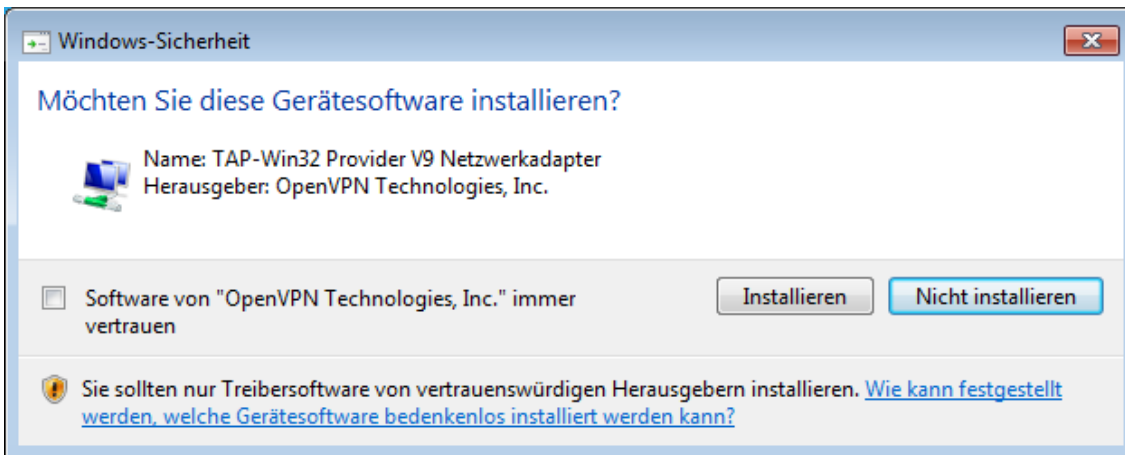 Windows-Sicherheit
Möchten Sie diese Gerätesoftware installieren?
Name: TAP-Win32 Provider V9 Netzwerkadapter
Herausgeber: OpenVPN Technologies, Inc.
Software von "OpenVPN Technologies, Inc." immer
vertrauen
Installieren
Nicht installieren
Sie sollten nur Treibersoftware von vertrauenswürdigen Herausgebern installieren. Wie kann festgestellt
werden, welche Gerätesoftware bedenkenlos installiert werden kann?